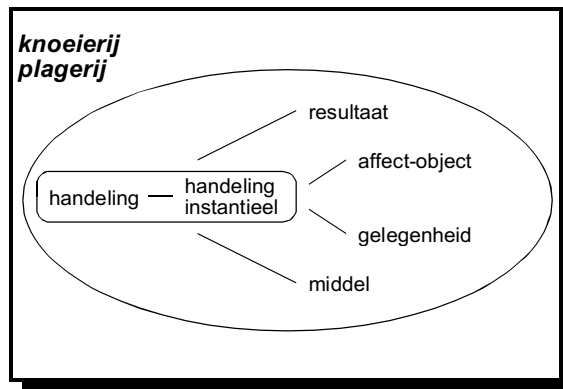 knoeierij
plagerij
resultaat
affect-object
handeling
handeling
instantieel
gelegenheid
middel